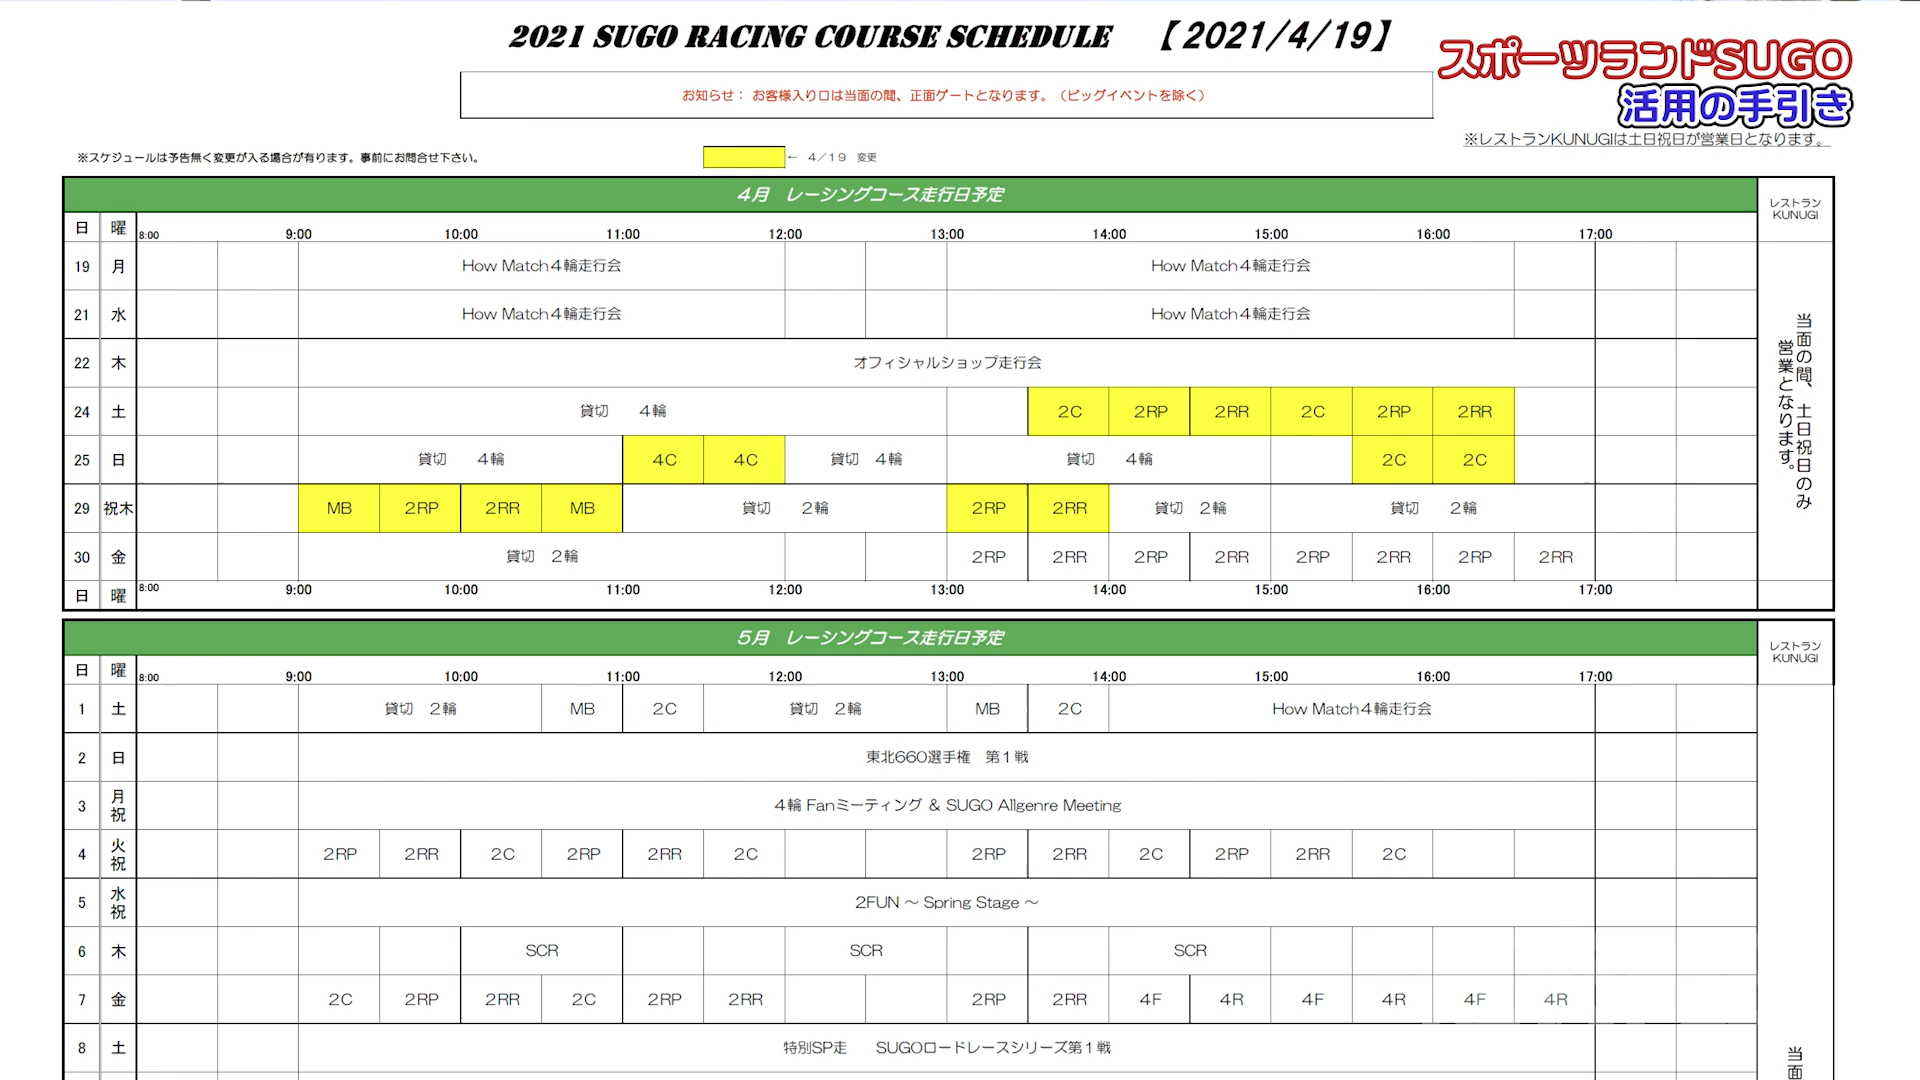 2021 SUGO RACING COURSE SCHEDULE 【2021/4/19】
スポーツランドSUGO
活用の手引き
お知らせ： お客様入り口は当面の間、正面ゲートとなります。（ビッグイベントを除く）
※レストランKUNUGIは土日祝日が営業日となります。
※スケジュールは予告無く変更が入る場合が有ります。事前にお問合せ下さい。
← 4／19 変更
4月 レーシングコース走行日予定
レストラン
KUNUGI
日 曜 8:00 9:00 10:00 11:00 12:00 13:00 14:00 15:00 16:00 17:00
19 月 How Match４輪走行会 How Match４輪走行会
21 水 How Match４輪走行会 How Match４輪走行会
22 木 オフィシャルショップ走行会
24 土 貸切 ４輪 2C 2RP 2RR 2C 2RP 2RR
25 日 貸切 ４輪 4C 4C 貸切 ４輪 貸切 ４輪 2C 2C
29 祝木 MB 2RP 2RR MB 貸切 ２輪 2RP 2RR 貸切 ２輪 貸切 ２輪
30 金 貸切 ２輪 2RP 2RR 2RP 2RR 2RP 2RR 2RP 2RR
日 曜 8:00 9:00 10:00 11:00 12:00 13:00 14:00 15:00 16:00 17:00
当面の間、土日祝日のみ
営業となります。
5月 レーシングコース走行日予定
レストラン
KUNUGI
日 曜 8:00 9:00 10:00 11:00 12:00 13:00 14:00 15:00 16:00 17:00
1 土 貸切 ２輪 MB 2C 貸切 ２輪 MB 2C How Match４輪走行会
2 日 東北660選手権 第１戦
3 月祝 ４輪 Fanミーティング ＆ SUGO Allgenre Meeting
4 火祝 2RP 2RR 2C 2RP 2RR 2C 2RP 2RR 2C 2RP 2RR 2C
5 水祝 2FUN ～ Spring Stage ～
6 木 SCR SCR SCR
7 金 2C 2RP 2RR 2C 2RP 2RR 2RP 2RR 4F 4R 4F 4R 4F 4R
8 土 特別SP走 SUGOロードレースシリーズ第１戦
当面